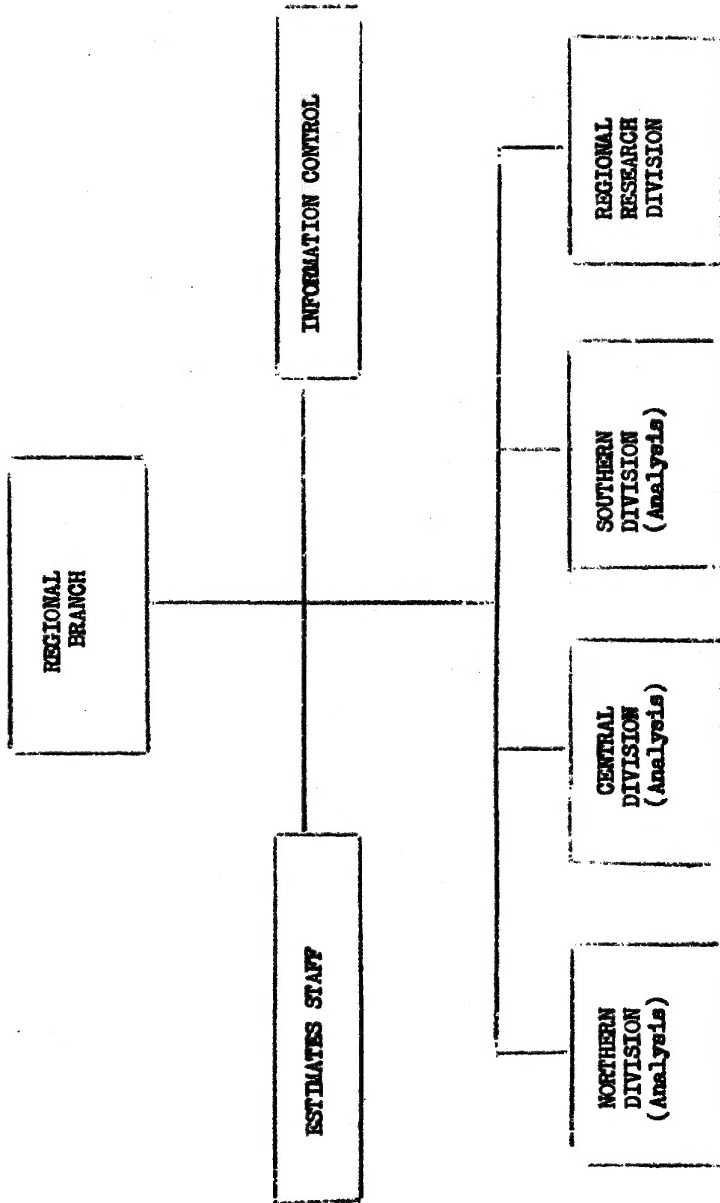 REGIONAL
BRANCH
ESTIMATES STAFF
INFORMATION CONTROL
NORTHERN
DIVISION
(Analysis)
CENTRAL
DIVISION
(Analysis)
SOUTHERN
DIVISION
(Analysis)
REGIONAL
RESEARCH
DIVISION